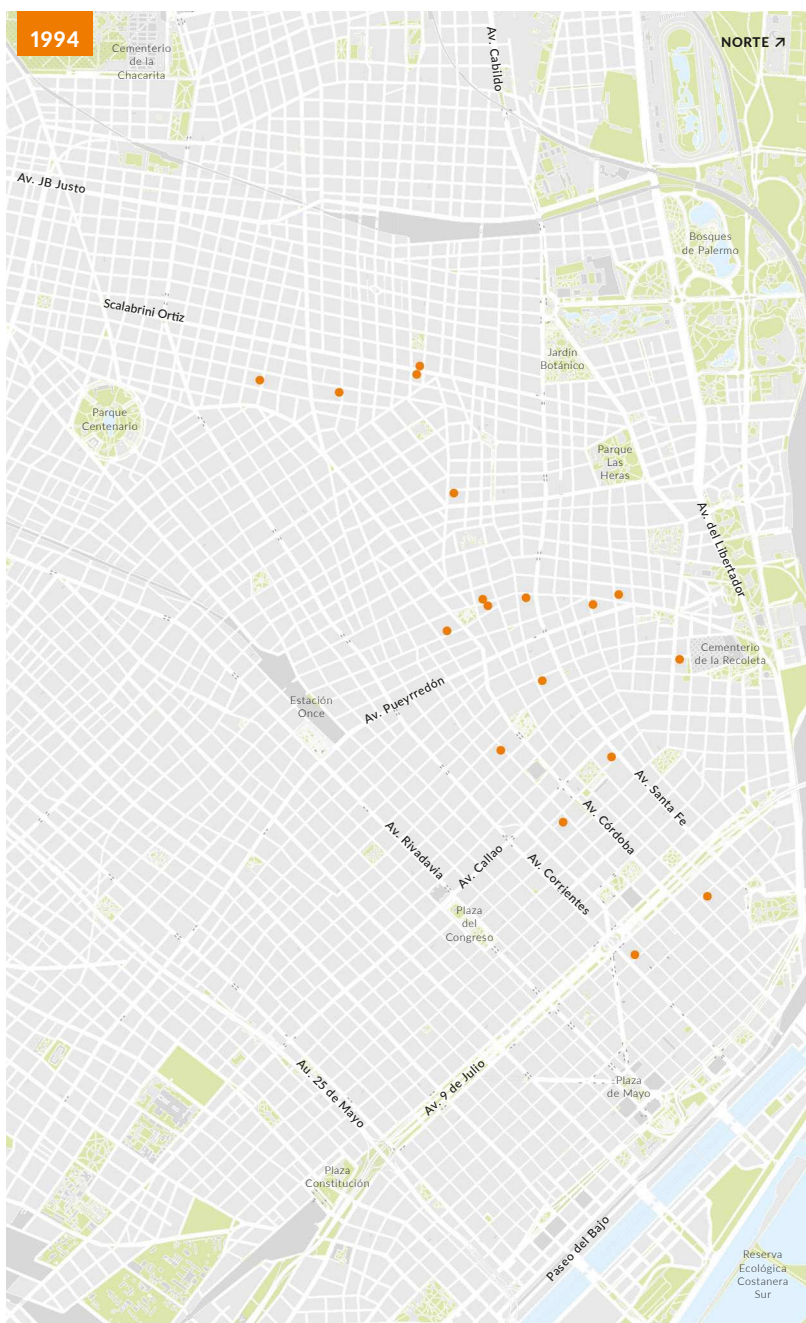 1994
Cementerio
de la
Chacarita
Av. Cabildo
NORTE ↗
Av. JB Justo
Bosques
de Palermo
Scalabrini Ortíz
Jardín
Botánico
Parque
Centenario
Parque
Las
Heras
Av. del Libertador
Cementerio
de la Recoleta
Estación
Once
Av. Pueyrredón
Av. Santa Fe
Av. Córdoba
Av. Rivadavia
Av. Callao
Av. Corrientes
Plaza
del
Congreso
Au. 25 de Mayo
Av. 9 de Julio
Plaza
de Mayo
Plaza
Constitución
Paseo del Bajo
Reserva
Ecológica
Costanera
Sur